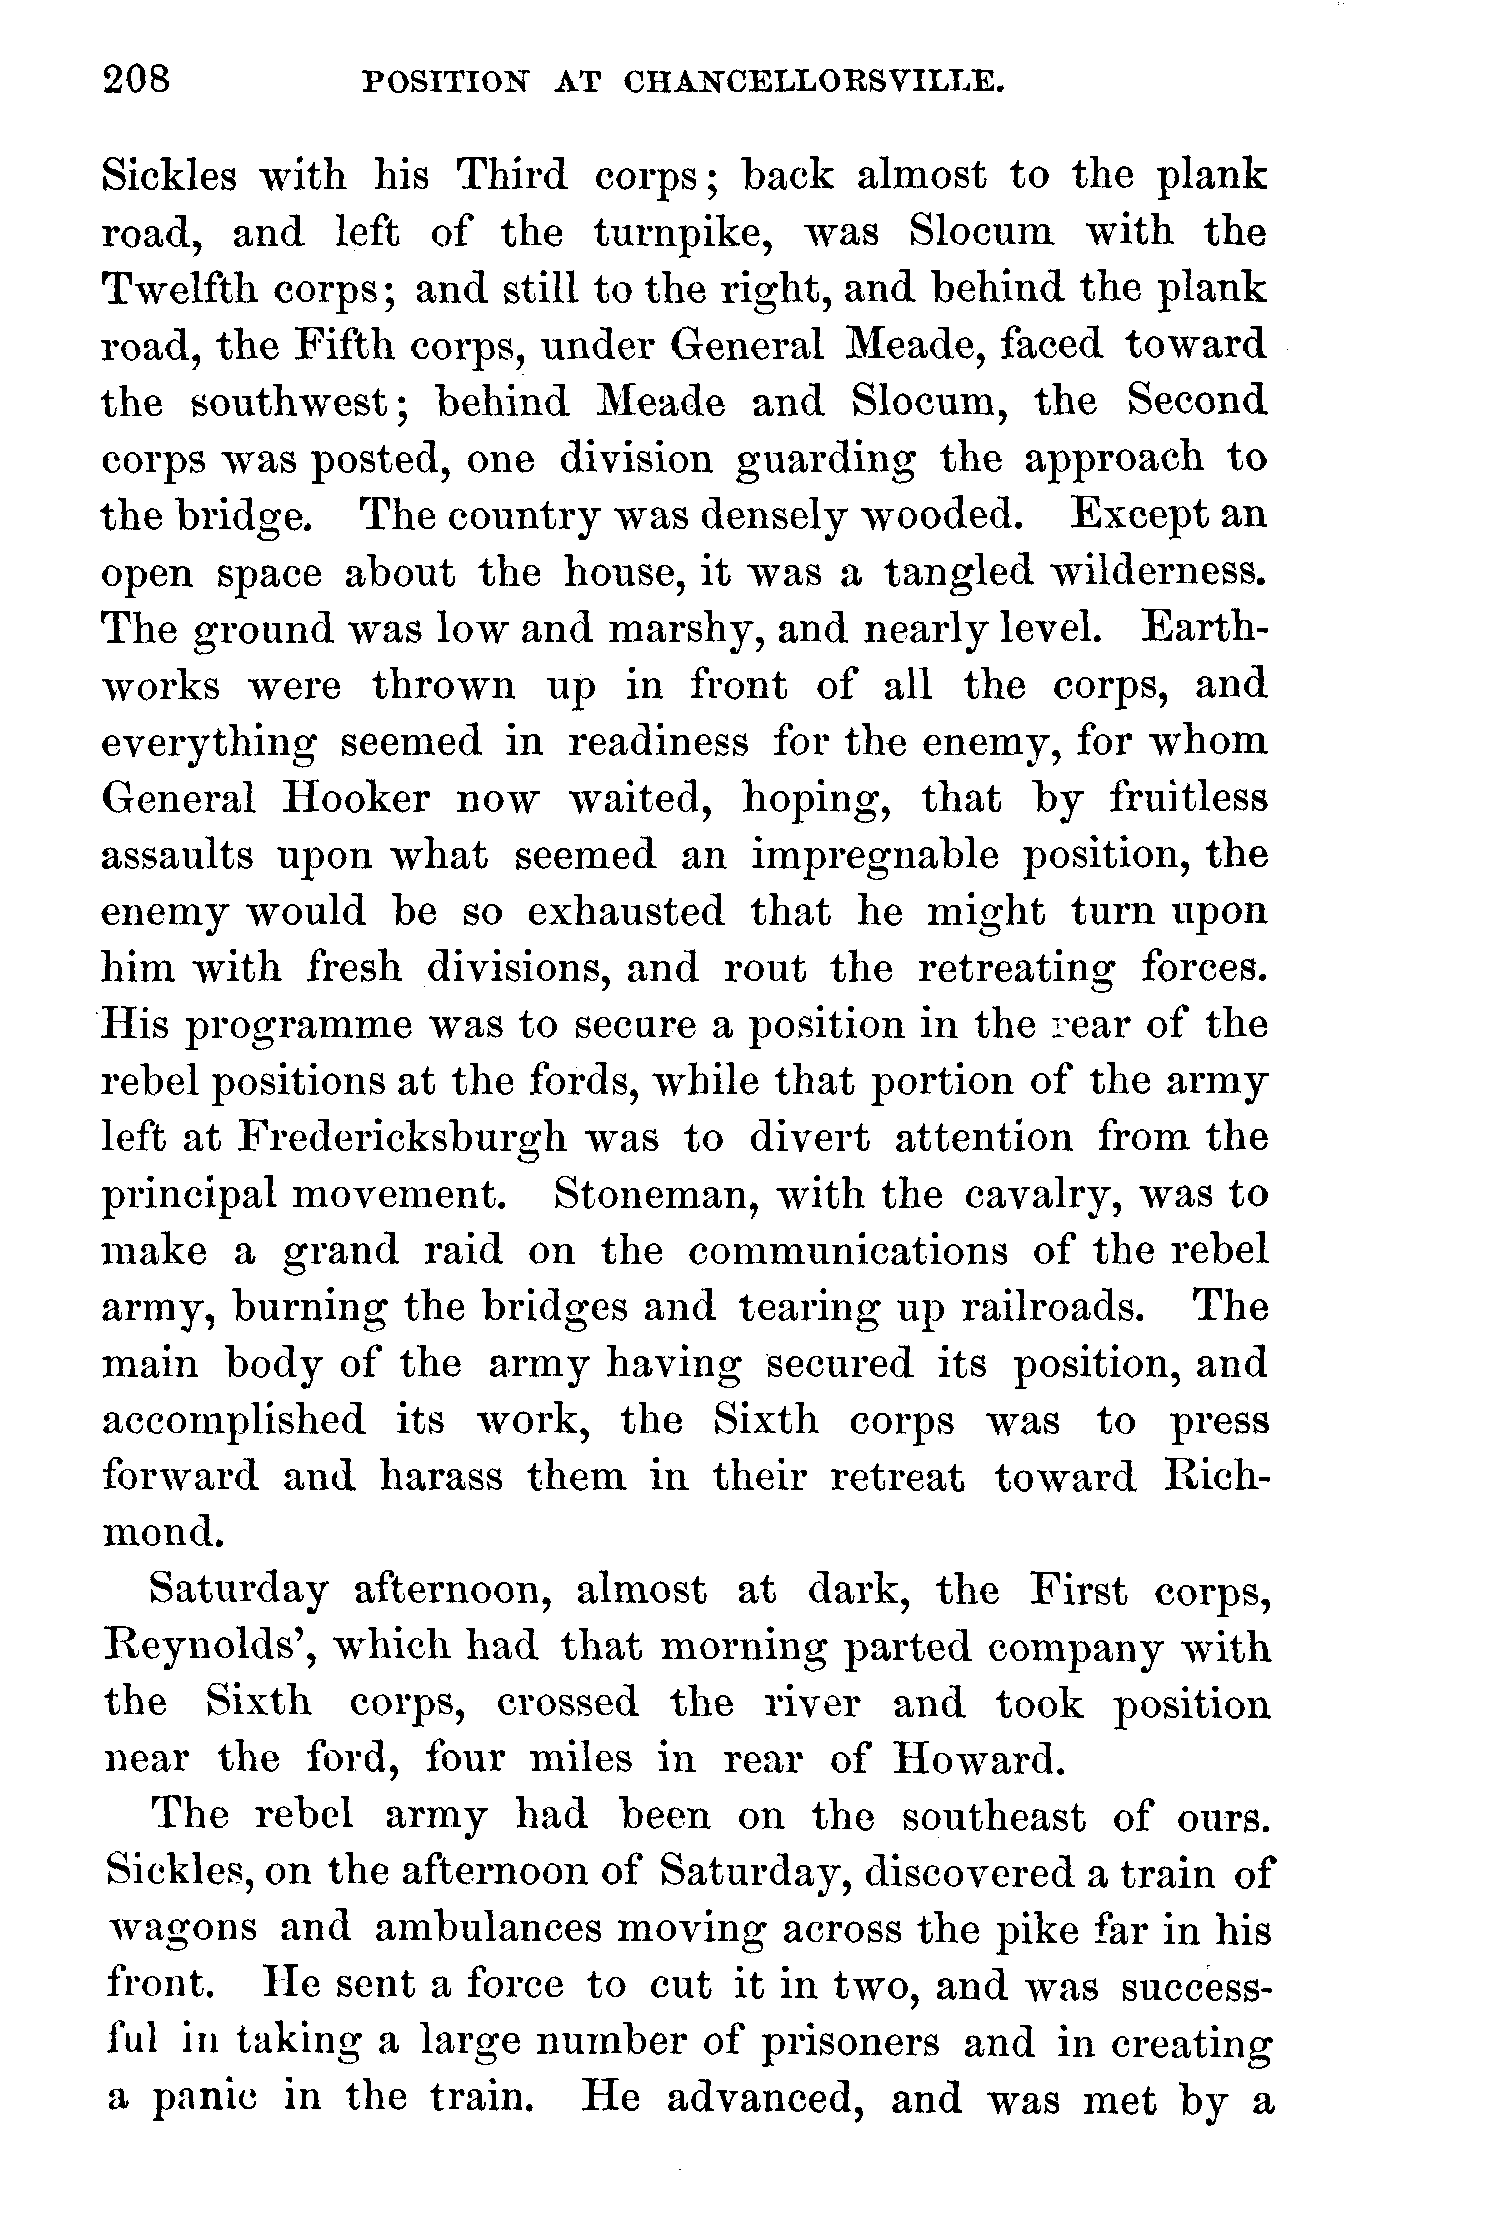 208 POSITION AT CHANCELLORSVILLE.
Sickles with his Third corps; back almost to the plank
road, and left of the turnpike, was Slocum with the
Twelfth corps; and still to the right, and behind the plank
road, the Fifth corps, under General Meade, faced toward
the southwest; behind Meade and Slocum, the Second
corps was posted, one division guarding the approach to
the bridge. The country was densely wooded. Except an
open space about the house, it was a tangled wilderness.
The ground was low and marshy, and nearly level. Earth-
works were thrown up in front of all the corps, and
everything seemed in readiness for the enemy, for whom
General Hooker now waited, hoping, that by fruitless
assaults upon what seemed an impregnable position, the
enemy would be so exhausted that he might turn upon
him with fresh divisions, and rout the retreating forces.
His programme was to secure a position in the rear of the
rebel positions at the fords, while that portion of the army
left at Fredericksburgh was to divert attention from the
principal movement. Stoneman, with the cavalry, was to
make a grand raid on the communications of the rebel
army, burning the bridges and tearing up railroads. The
main body of the army having secured its position, and
accomplished its work, the Sixth corps was to press
forward and harass them in their retreat toward Rich-
mond.
Saturday afternoon, almost at dark, the First corps,
Reynolds', which had that morning parted company with
the Sixth corps, crossed the river and took position
near the ford, four miles in rear of Howard.
The rebel army had been on the southeast of ours.
Sickles, on the afternoon of Saturday, discovered a train of
wagons and ambulances moving across the pike far in his
front. He sent a force to cut it in two, and was success-
ful in taking a large number of prisoners and in creating
a panic in the train. He advanced, and was met by a